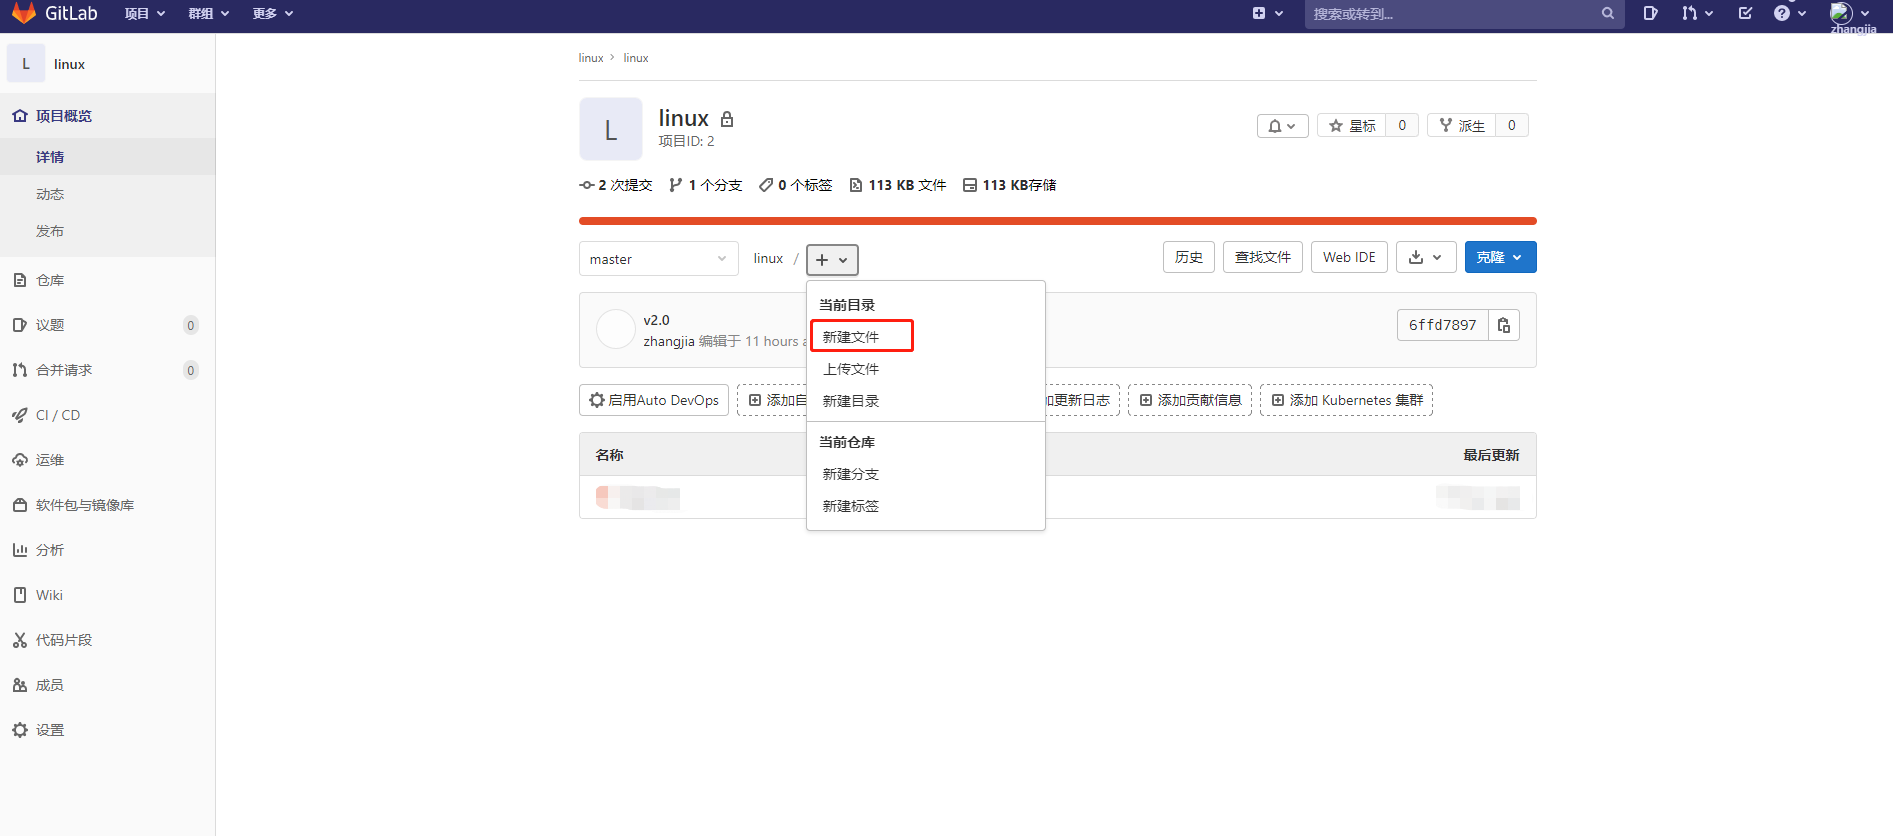 GitLab 项目 群组 更多 搜索或转到... zhangjia
L linux
项目概览
详情
动态
发布
仓库
议题 0
合并请求 0
CI / CD
运维
软件包与镜像库
分析
Wiki
代码片段
成员
设置
linux > linux
L
linux
项目ID: 2
星标 0 派生 0
2 次提交 1 个分支 0 个标签 113 KB 文件 113 KB存储
master linux / + 历史 查找文件 Web IDE 克隆
当前目录
新建文件
上传文件
新建目录
当前仓库
新建分支
新建标签
v2.0
zhangjia 编辑于 11 hours
6ffd7897
启用Auto DevOps 添加 更新日志 添加贡献信息 添加 Kubernetes 集群
名称 最后更新